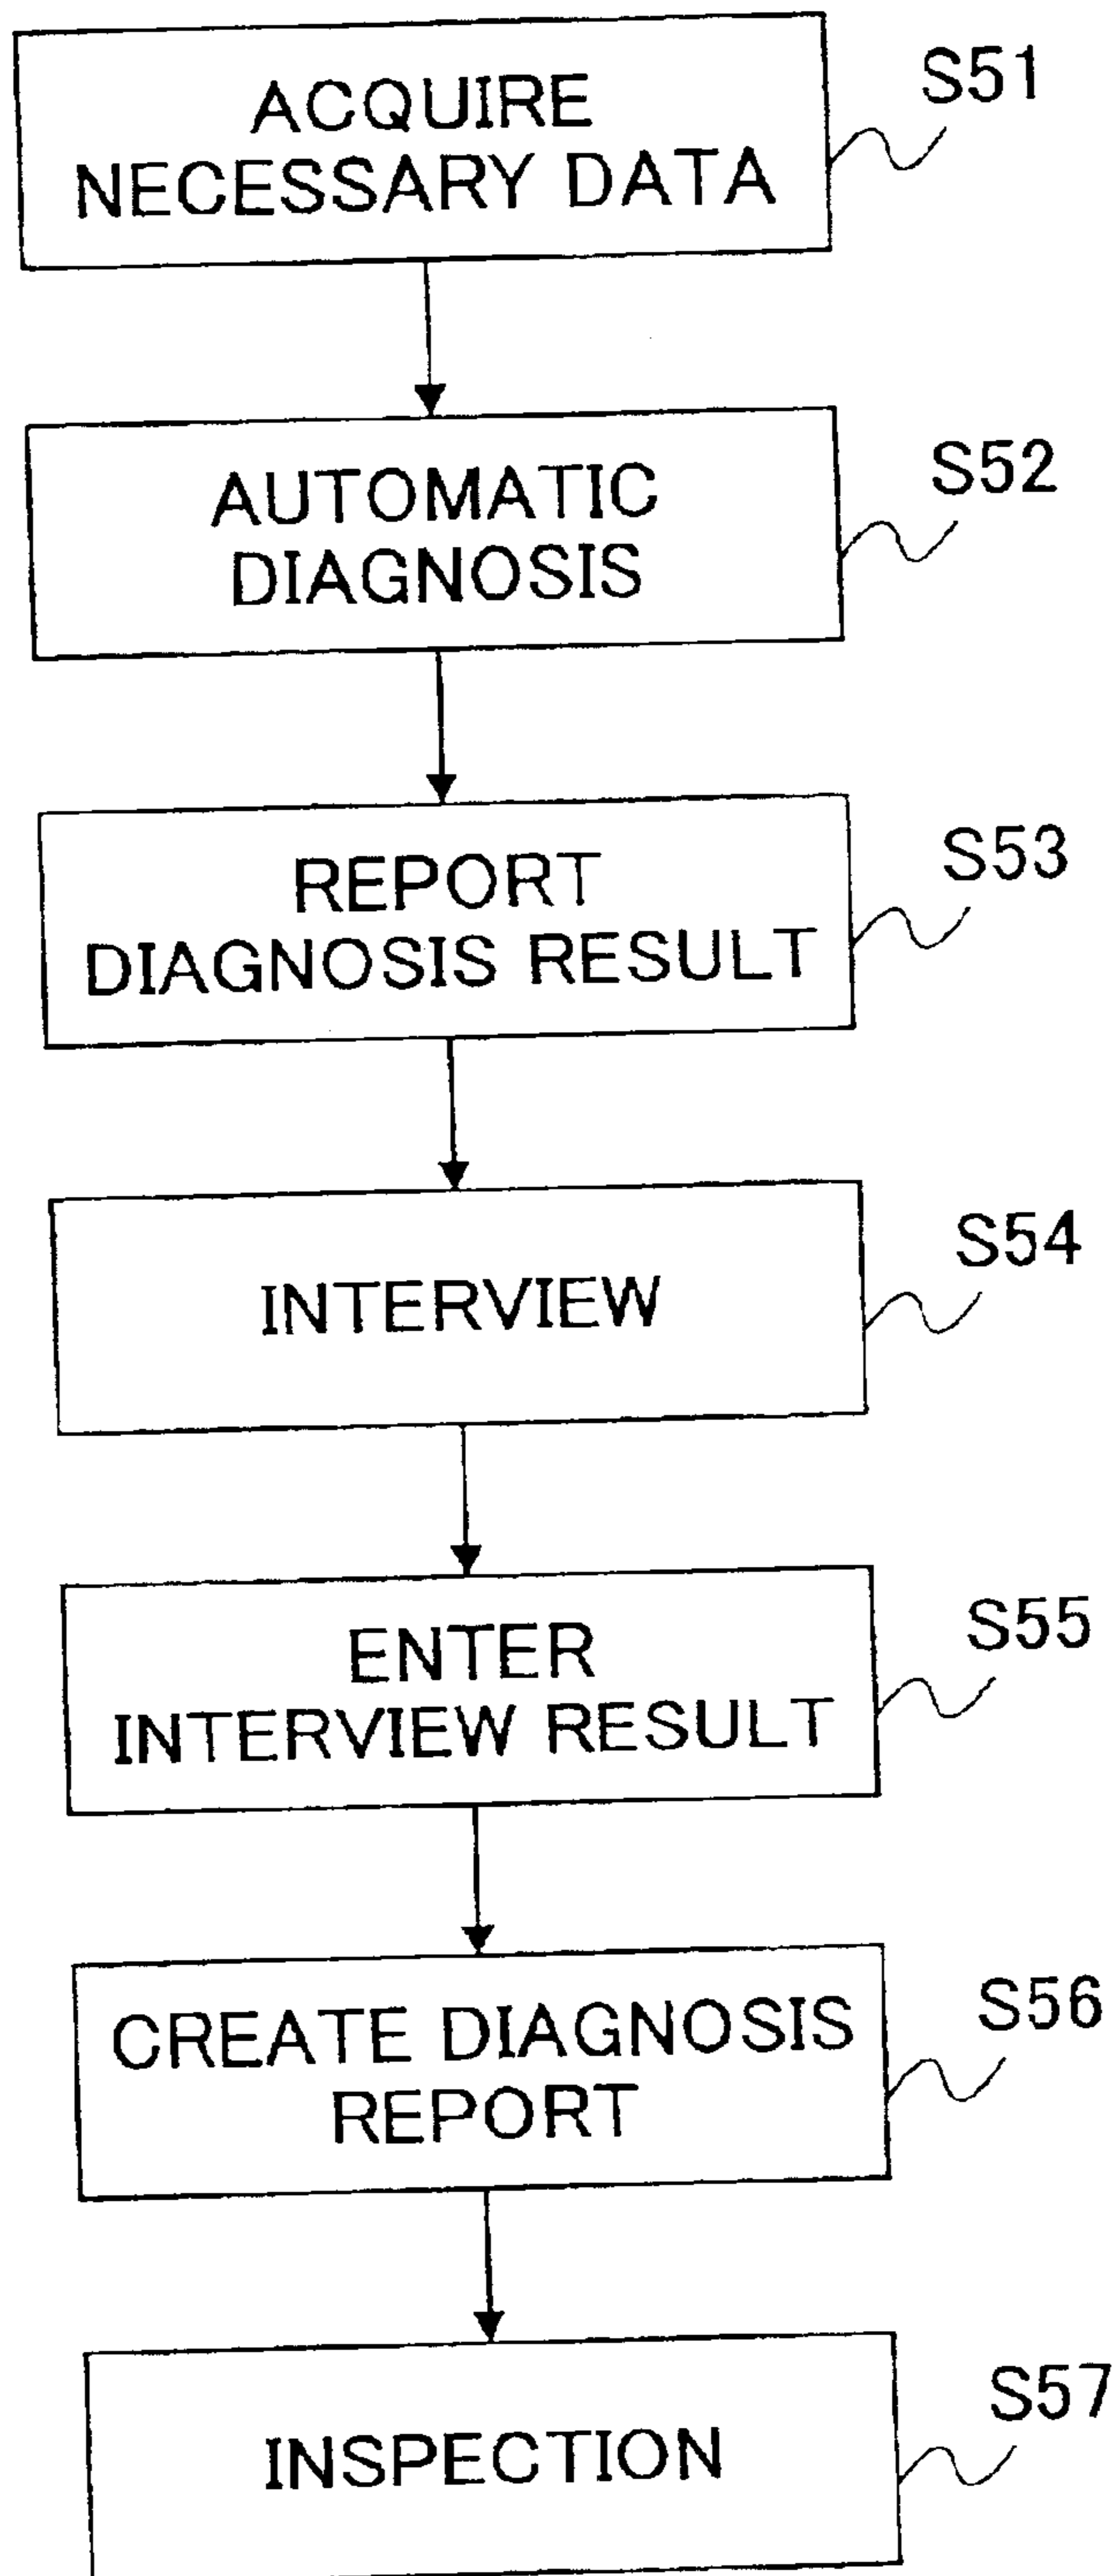 ACQUIRE
NECESSARY DATA
S51
AUTOMATIC
DIAGNOSIS
S52
REPORT
DIAGNOSIS RESULT
S53
INTERVIEW
S54
ENTER
INTERVIEW RESULT
S55
CREATE DIAGNOSIS
REPORT
S56
INSPECTION
S57